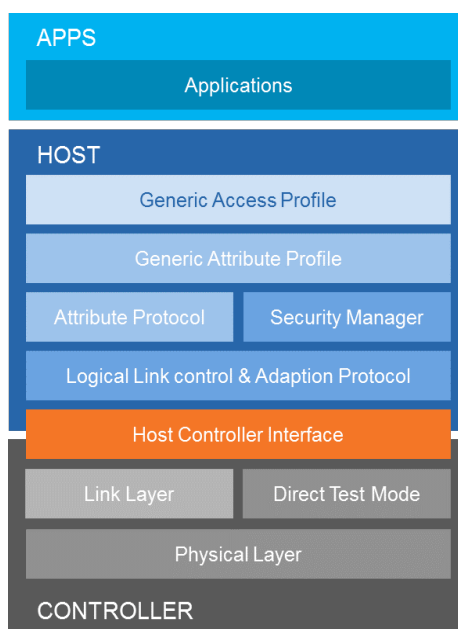 APPS
Applications
HOST
Generic Access Profile
Generic Attribute Profile
Attribute Protocol
Security Manager
Logical Link control & Adaption Protocol
Host Controller Interface
Link Layer
Direct Test Mode
Physical Layer
CONTROLLER